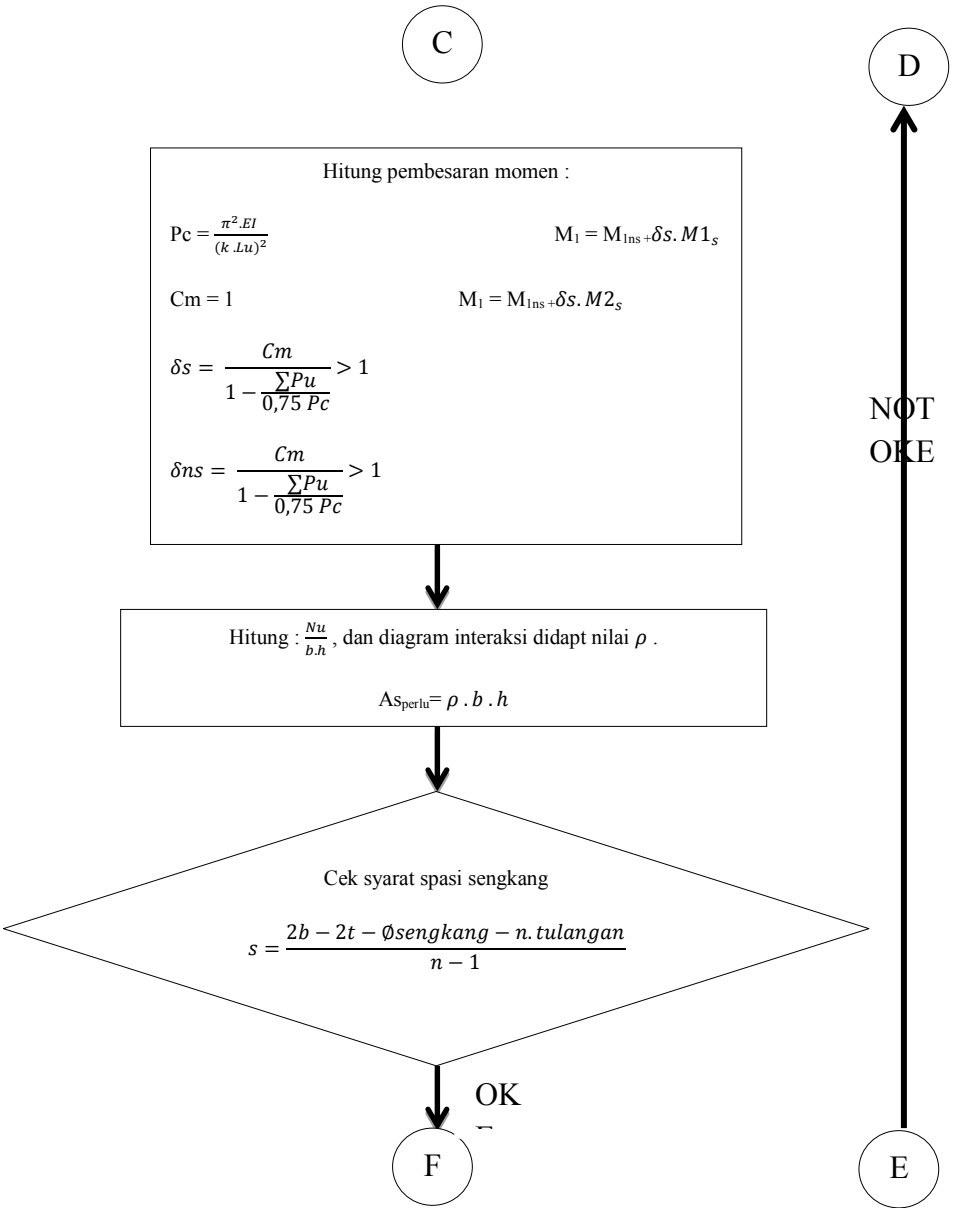 C
D
Hitung pembesaran momen :
Pc = π².EI / (k .Lu)² M₁ = M₁ns +δs. M1ₛ
Cm = 1 M₁ = M₁ns +δs. M2ₛ
δs = Cm / (1 − ∑Pu / 0,75 Pc) > 1
NOT
OKE
δns = Cm / (1 − ∑Pu / 0,75 Pc) > 1
Hitung : Nu / b.h , dan diagram interaksi didapt nilai ρ .
Asperlu= ρ . b . h
Cek syarat spasi sengkang
s = (2b − 2t − Øsengkang − n. tulangan) / (n − 1)
OK
F
E